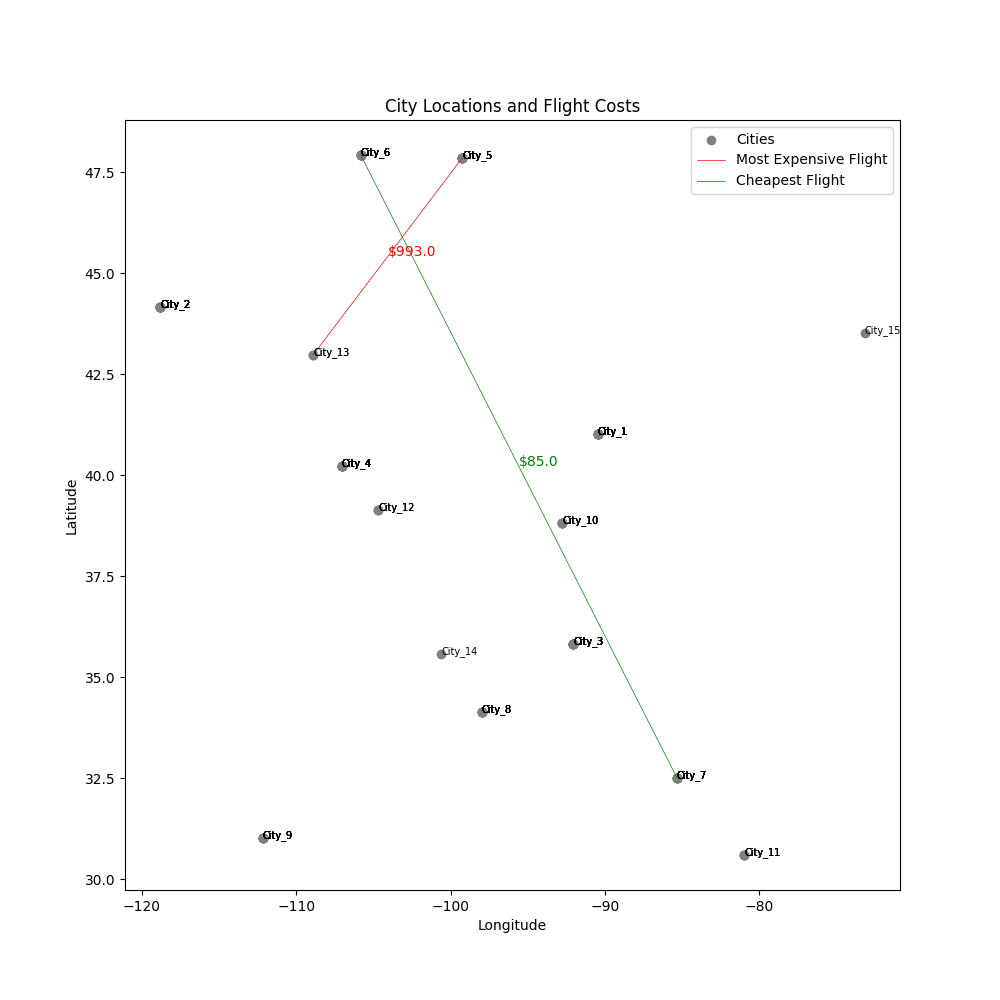 City Locations and Flight Costs
Cities
Most Expensive Flight
Cheapest Flight
City_6
City_5
47.5
$993.0
45.0
City_2
City_15
City_13
42.5
City_1
$85.0
City_4
40.0
City_12
City_10
37.5
City_3
City_14
35.0
City_8
City_7
32.5
City_9
City_11
30.0
−120
−110
−100
−90
−80
Latitude
Longitude